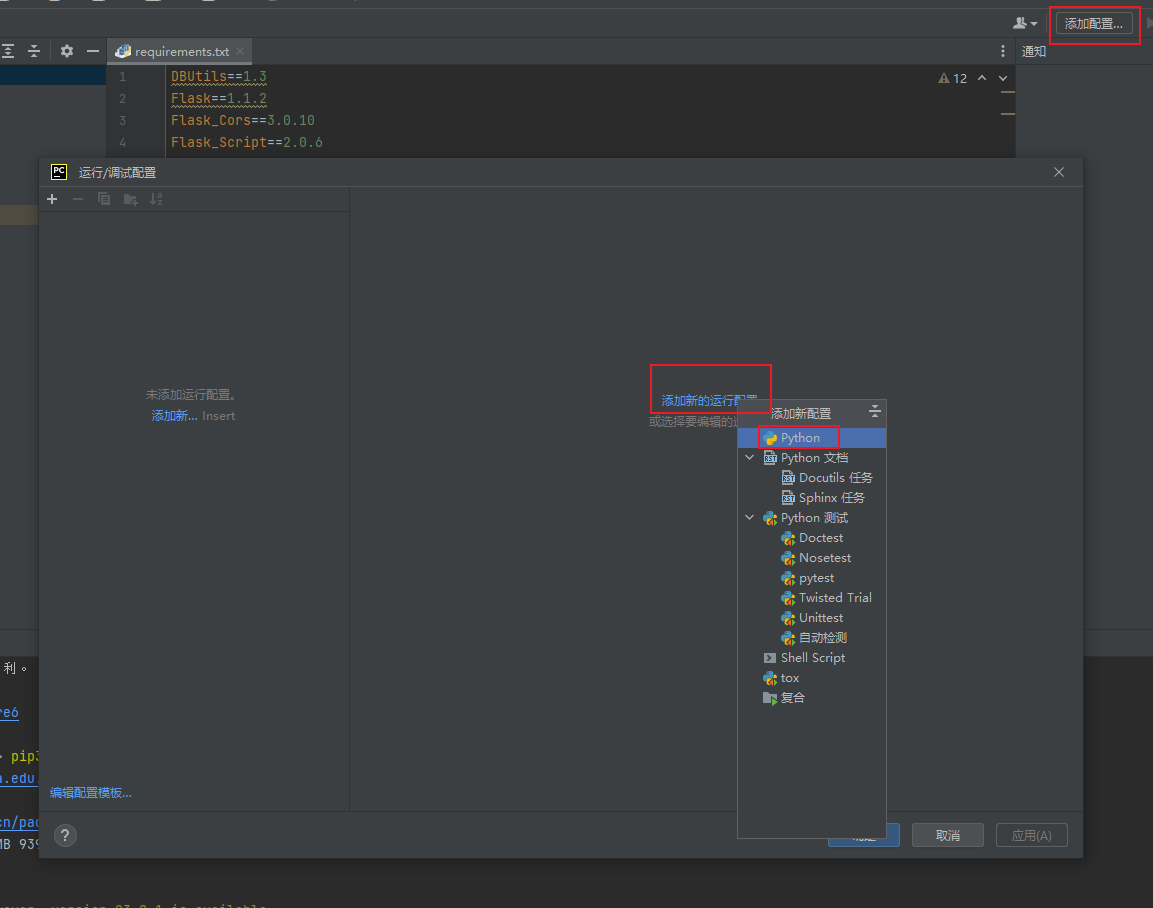 添加配置...
requirements.txt
通知
1 DBUtils==1.3
12
2 Flask==1.1.2
3 Flask_Cors==3.0.10
4 Flask_Script==2.0.6
PC 运行/调试配置
未添加运行配置。
添加新... Insert
添加新的运行配置
或选择要编辑的
添加新配置
Python
Python 文档
Docutils 任务
Sphinx 任务
Python 测试
Doctest
Nosetest
pytest
Twisted Trial
Unittest
自动检测
Shell Script
tox
复合
利。
re6
pip3
a.edu.
编辑配置模板...
cn/pac
MB 939
?
取消
应用(A)